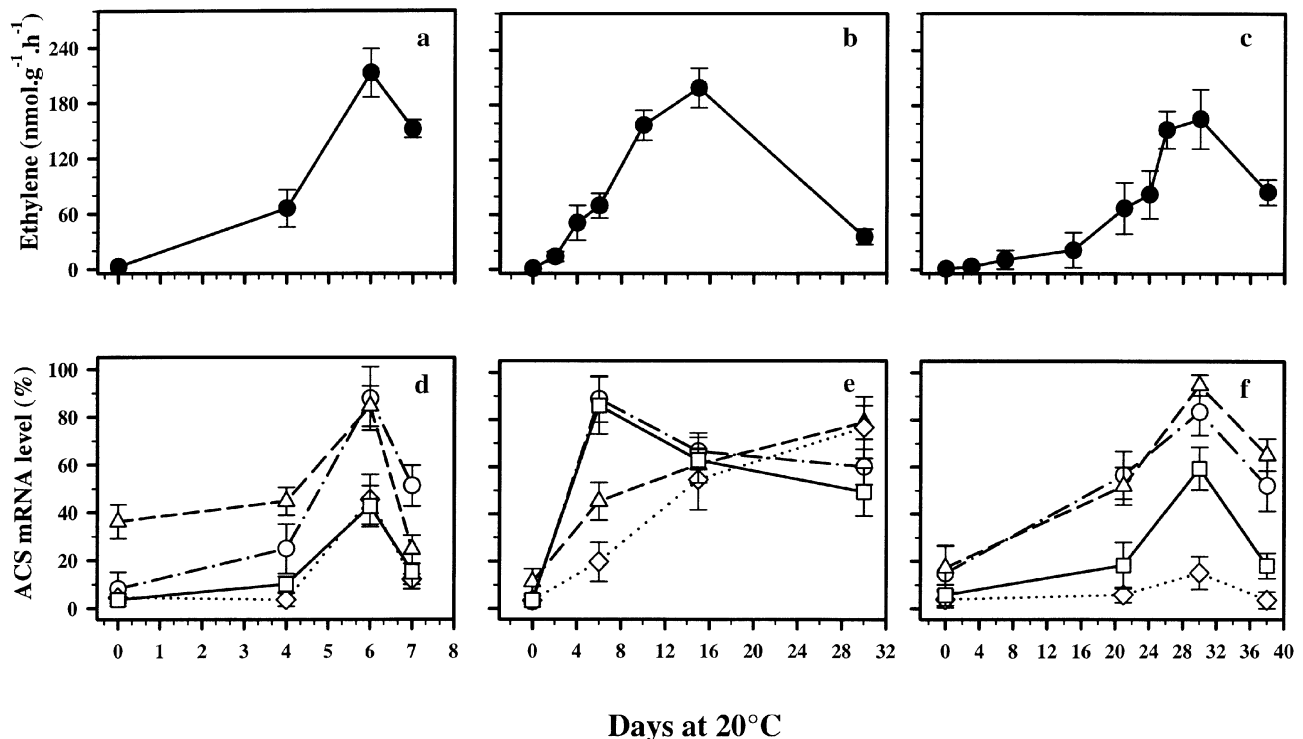 Ethylene (nmol.g⁻¹.h⁻¹)
240
180
120
60
0
a
b
c
ACS mRNA level (%)
100
80
60
40
20
0
d
e
f
0 1 2 3 4 5 6 7 8
0 4 8 12 16 20 24 28 32
0 4 8 12 16 20 24 28 32 36 40
Days at 20°C